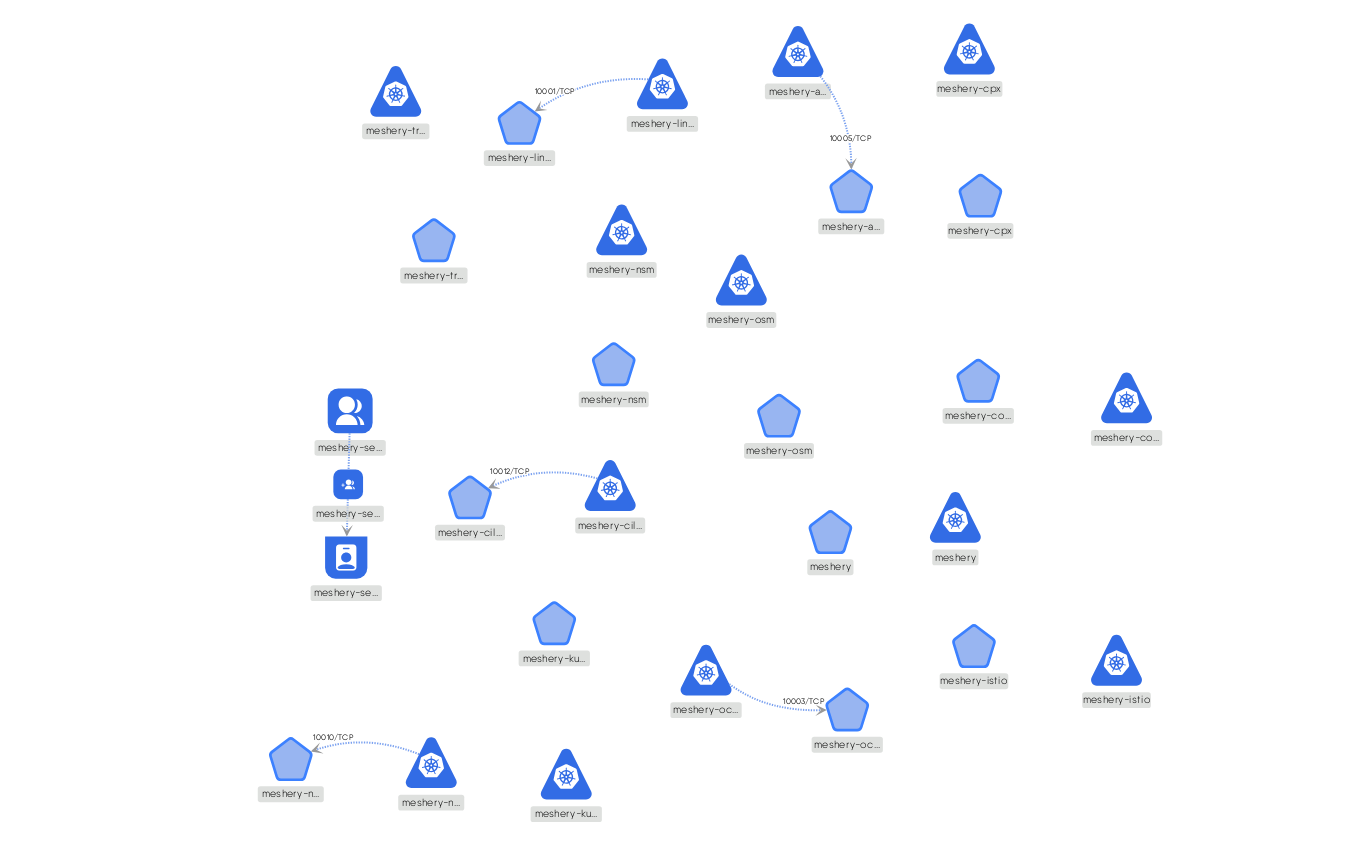 meshery-cpx
meshery-a...
10001/TCP
meshery-lin...
meshery-tr...
10005/TCP
meshery-lin...
meshery-a...
meshery-cpx
meshery-nsm
meshery-tr...
meshery-osm
meshery-nsm
meshery-co...
meshery-co...
meshery-se...
meshery-osm
10012/TCP
meshery-se...
meshery-cil...
meshery-cil...
meshery
meshery
meshery-se...
meshery-ku...
meshery-istio
meshery-istio
10003/TCP
meshery-oc...
10010/TCP
meshery-oc...
meshery-n...
meshery-n...
meshery-ku...